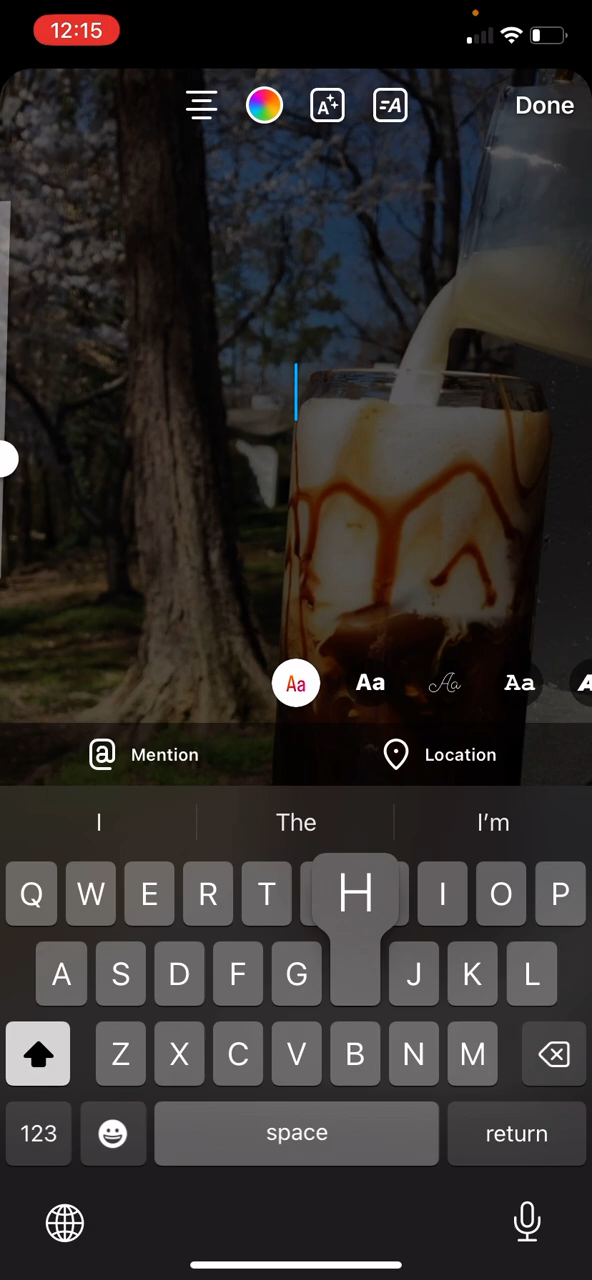 12:15
Done
Aa Aa Aa Aa
Mention Location
I The I'm
Q W E R T H I O P
A S D F G J K L
Z X C V B N M
123 space return